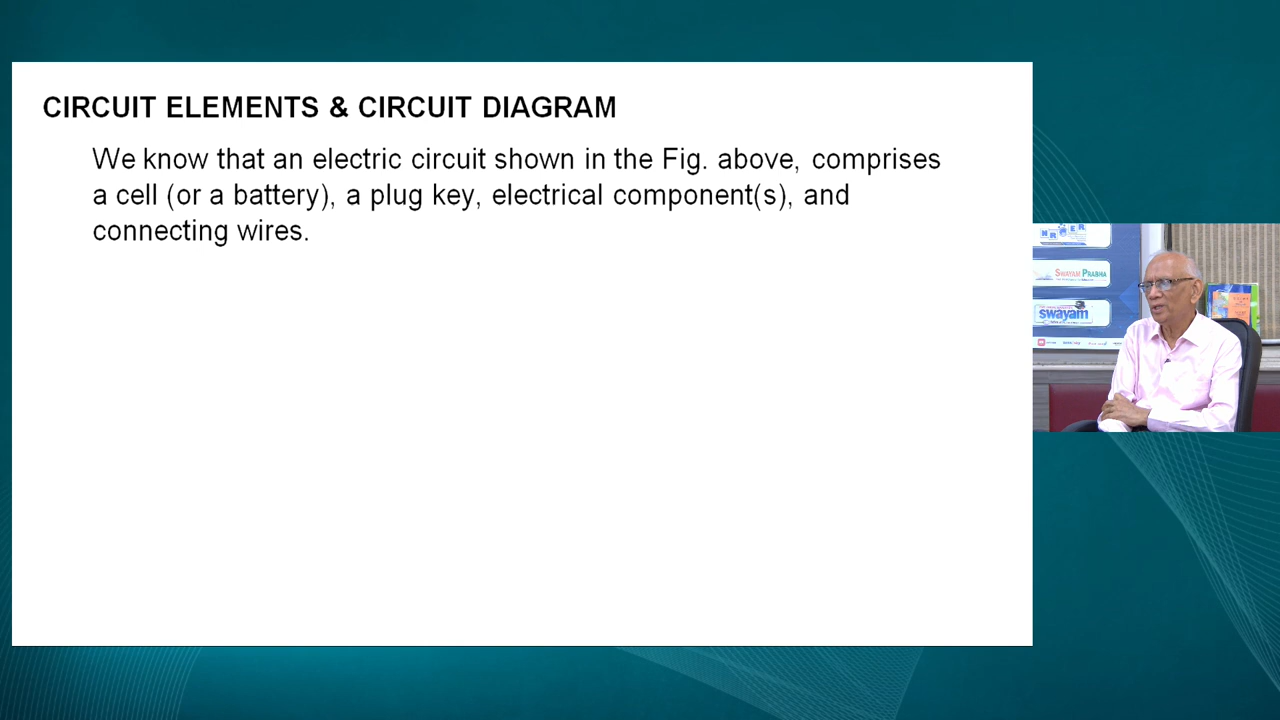 CIRCUIT ELEMENTS & CIRCUIT DIAGRAM
We know that an electric circuit shown in the Fig. above, comprises
a cell (or a battery), a plug key, electrical component(s), and
connecting wires.
SWAYAM PRABHA
swayam